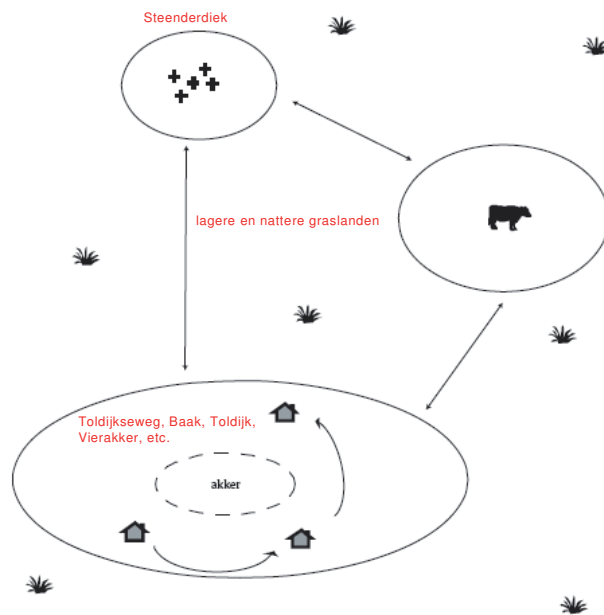 Steenderdiek
lagere en nattere graslanden
Toldijkseweg, Baak, Toldijk,
Vierakker, etc.
akker